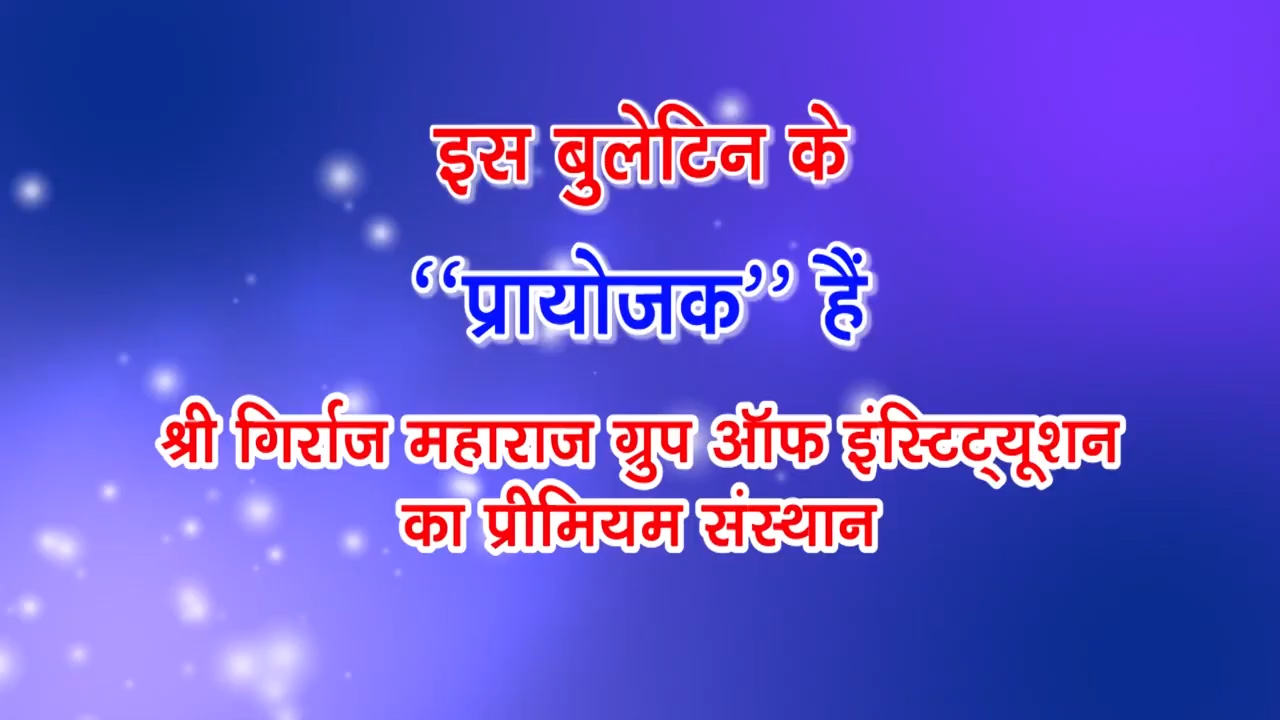 इस बुलेटिन के
“प्रायोजक” हैं
श्री गिर्राज महाराज ग्रुप ऑफ इंस्टिट्यूशन
का प्रीमियम संस्थान